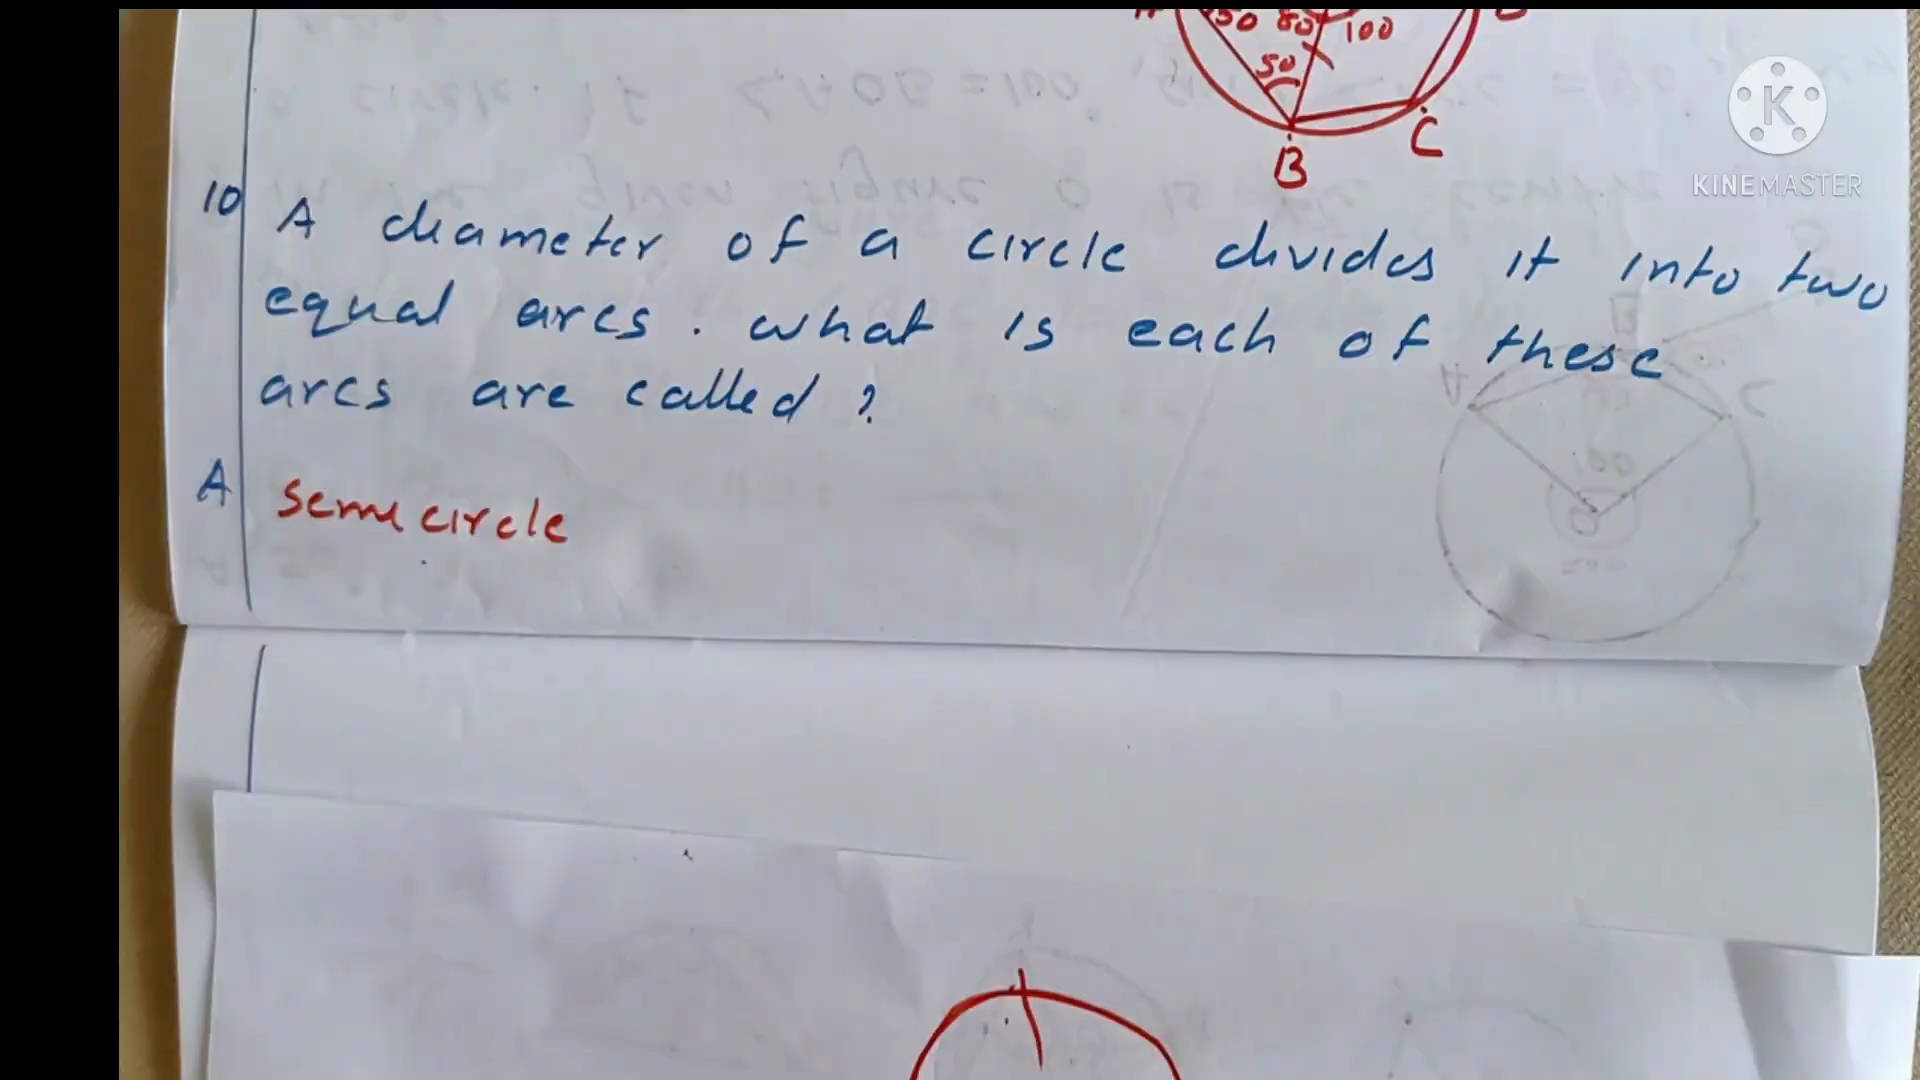 50 80 100
50
B C
KINEMASTER
10 A diameter of a circle divides it into two
equal arcs. what is each of these
arcs are called?
A semicircle